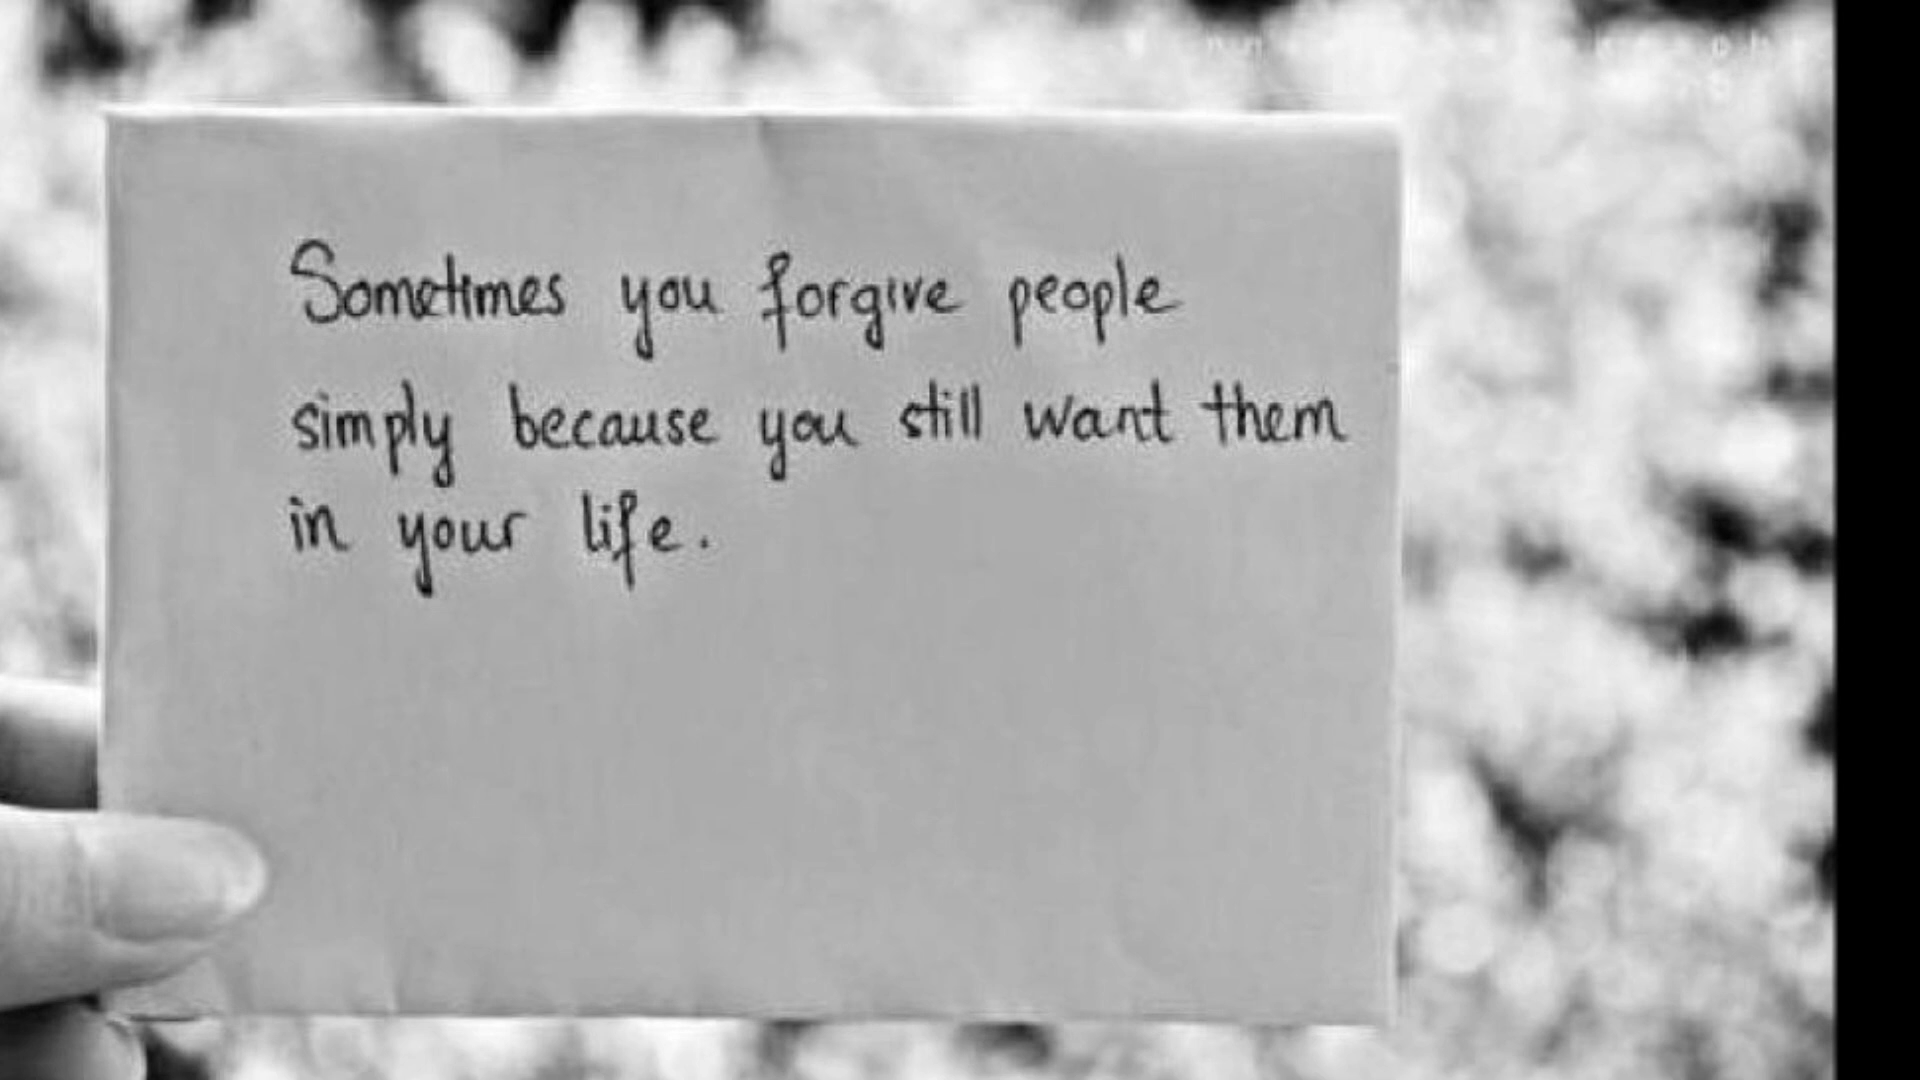 Sometimes you forgive people
simply because you still want them
in your life.